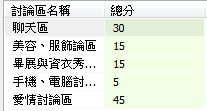 討論區名稱 總分
聊天區 30
美容、服飾論區 15
畢展與資衣秀... 15
手機、電腦討... 5
愛情討論區 45